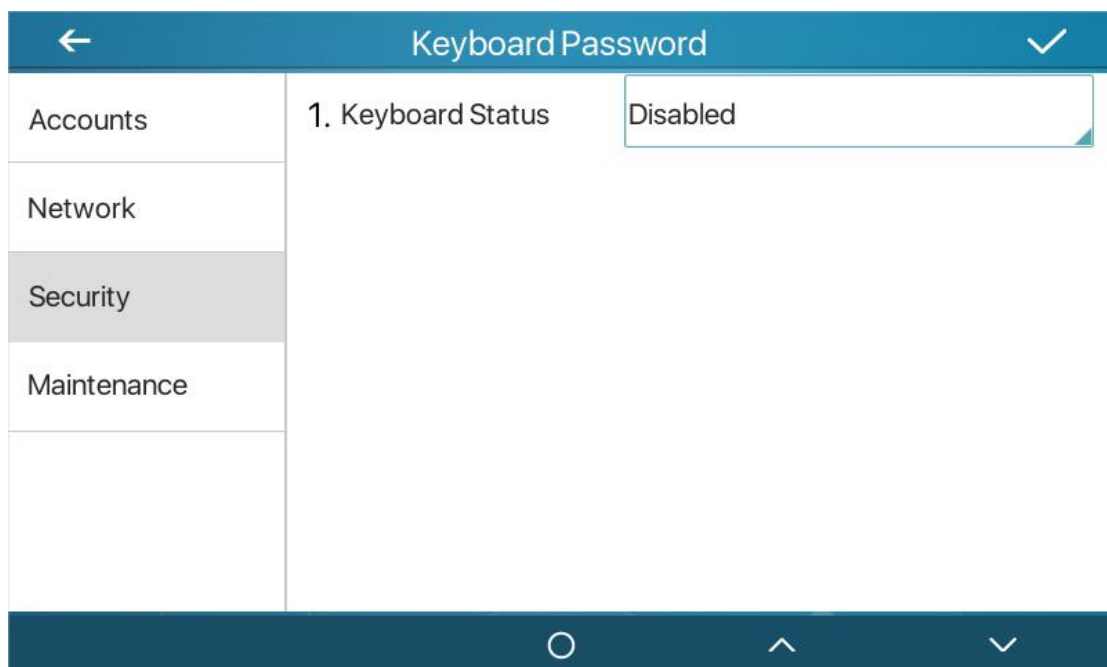 Keyboard Password
Accounts
Network
Security
Maintenance
1. Keyboard Status
Disabled